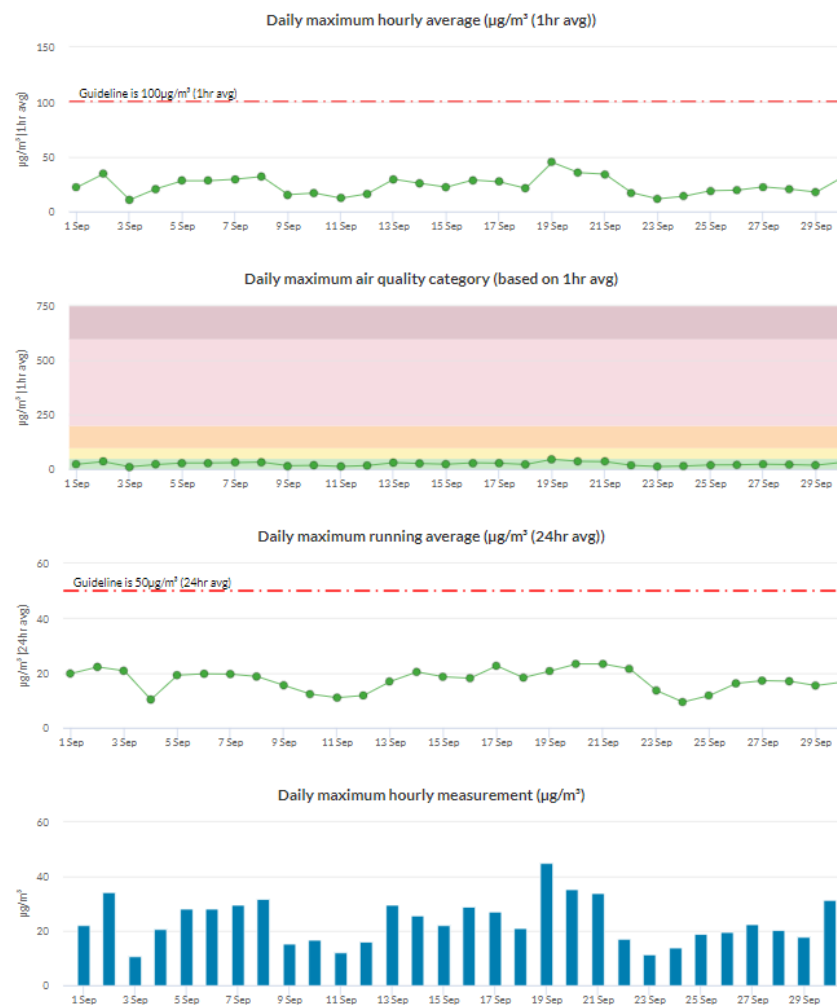 Daily maximum hourly average (µg/m³ (1hr avg))
150
Guideline is 100µg/m³ (1hr avg)
100
50
0
µg/m³ |1hr avg)
1 Sep 3 Sep 5 Sep 7 Sep 9 Sep 11 Sep 13 Sep 15 Sep 17 Sep 19 Sep 21 Sep 23 Sep 25 Sep 27 Sep 29 Sep
Daily maximum air quality category (based on 1hr avg)
750
500
250
0
µg/m³ |1hr avg)
1 Sep 3 Sep 5 Sep 7 Sep 9 Sep 11 Sep 13 Sep 15 Sep 17 Sep 19 Sep 21 Sep 23 Sep 25 Sep 27 Sep 29 Sep
Daily maximum running average (µg/m³ (24hr avg))
60
Guideline is 50µg/m³ (24hr avg)
40
20
0
µg/m³ |24hr avg)
1 Sep 3 Sep 5 Sep 7 Sep 9 Sep 11 Sep 13 Sep 15 Sep 17 Sep 19 Sep 21 Sep 23 Sep 25 Sep 27 Sep 29 Sep
Daily maximum hourly measurement (µg/m³)
60
40
20
0
µg/m³
1 Sep 3 Sep 5 Sep 7 Sep 9 Sep 11 Sep 13 Sep 15 Sep 17 Sep 19 Sep 21 Sep 23 Sep 25 Sep 27 Sep 29 Sep